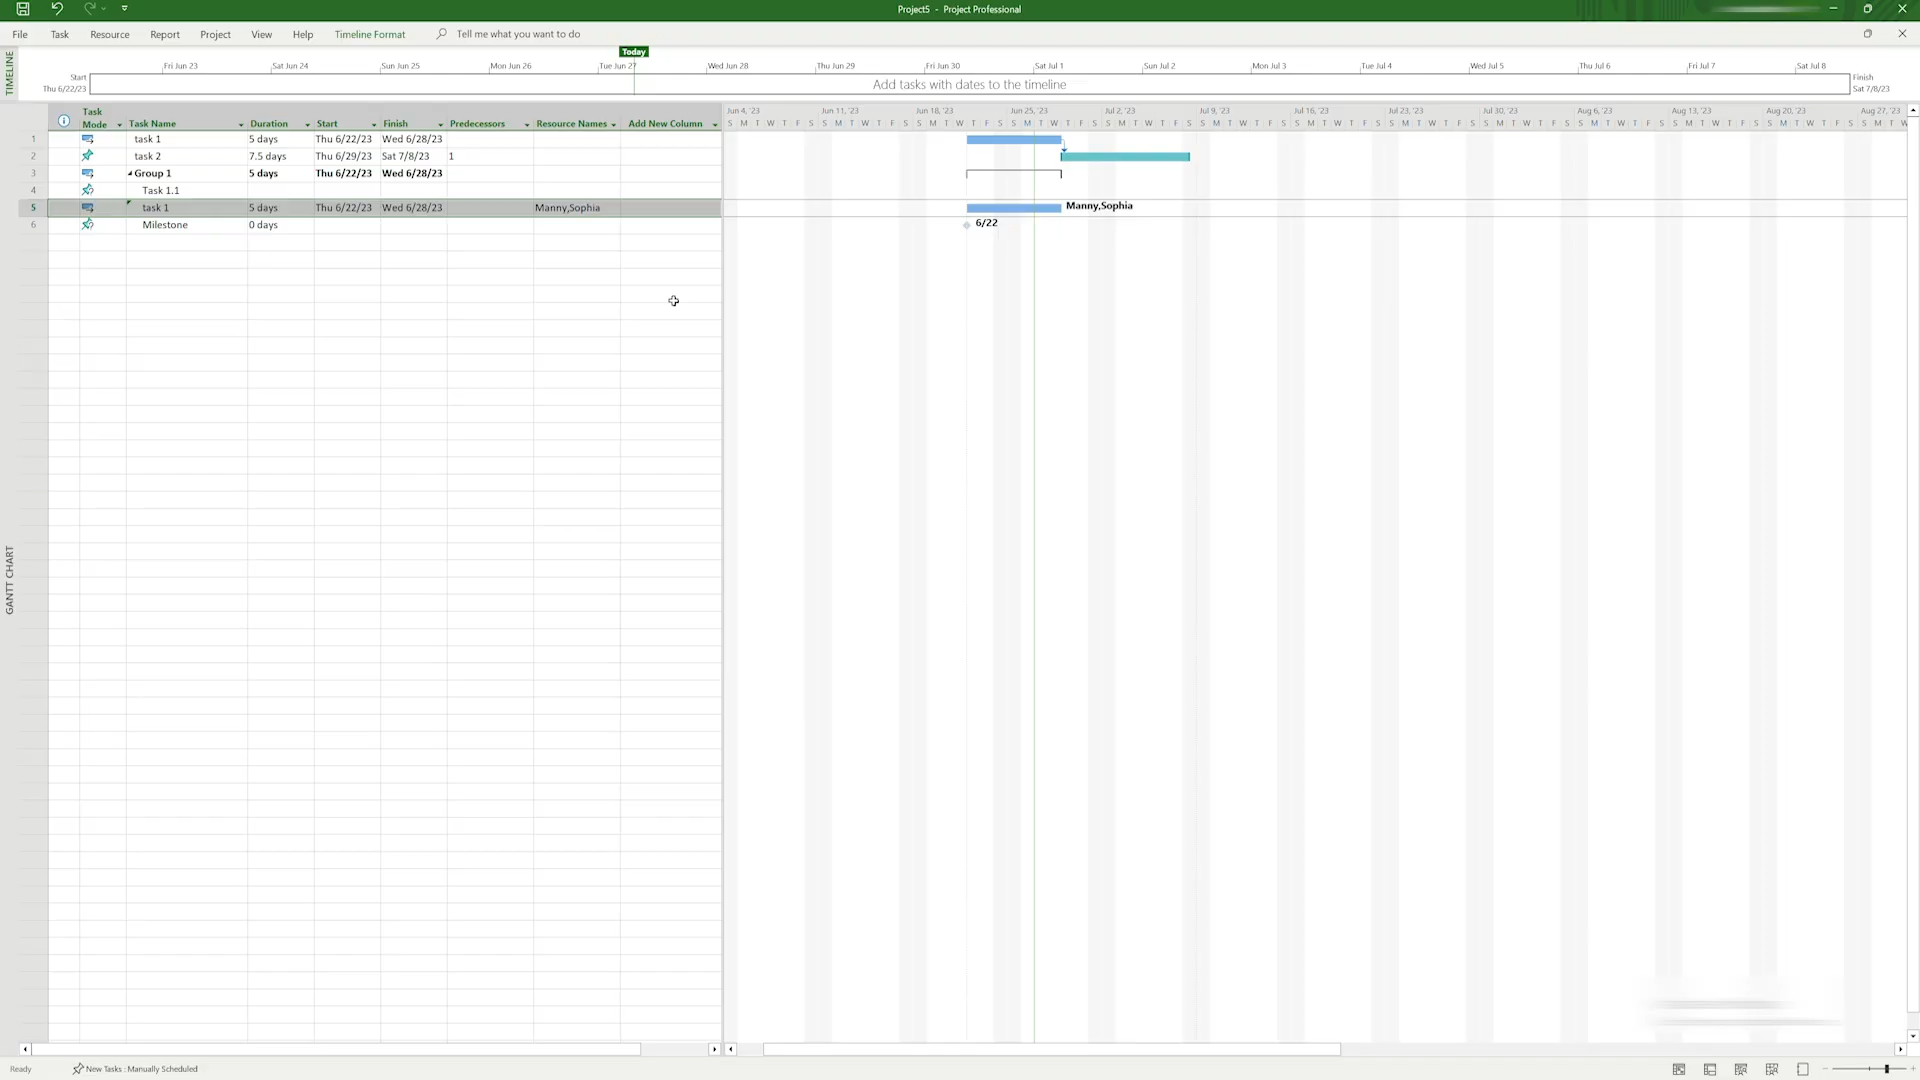 Project5 - Project Professional
File Task Resource Report Project View Help Timeline Format Tell me what you want to do
Today
TIMELINE
Fri Jun 23 Sat Jun 24 Sun Jun 25 Mon Jun 26 Tue Jun 27 Wed Jun 28 Thu Jun 29 Fri Jun 30 Sat Jul 1 Sun Jul 2 Mon Jul 3 Tue Jul 4 Wed Jul 5 Thu Jul 6 Fri Jul 7 Sat Jul 8
Start
Thu 6/22/23
Add tasks with dates to the timeline
Finish
Sat 7/8/23
Task Mode Task Name Duration Start Finish Predecessors Resource Names Add New Column
1 task 1 5 days Thu 6/22/23 Wed 6/28/23
2 task 2 7.5 days Thu 6/29/23 Sat 7/8/23 1
3 Group 1 5 days Thu 6/22/23 Wed 6/28/23
4 Task 1.1
5 task 1 5 days Thu 6/22/23 Wed 6/28/23 Manny,Sophia
6 Milestone 0 days
Jun 4, '23 Jun 11, '23 Jun 18, '23 Jun 25, '23 Jul 2, '23 Jul 9, '23 Jul 16, '23 Jul 23, '23 Jul 30, '23 Aug 6, '23 Aug 13, '23 Aug 20, '23 Aug 27, '23
S M T W T F S S M T W T F S S M T W T F S S M T W T F S S M T W T F S S M T W T F S S M T W T F S S M T W T F S S M T W T F S S M T W T F S S M T W T F S S M T W T F S S M T W
Manny,Sophia
6/22
GANTT CHART
Ready New Tasks : Manually Scheduled